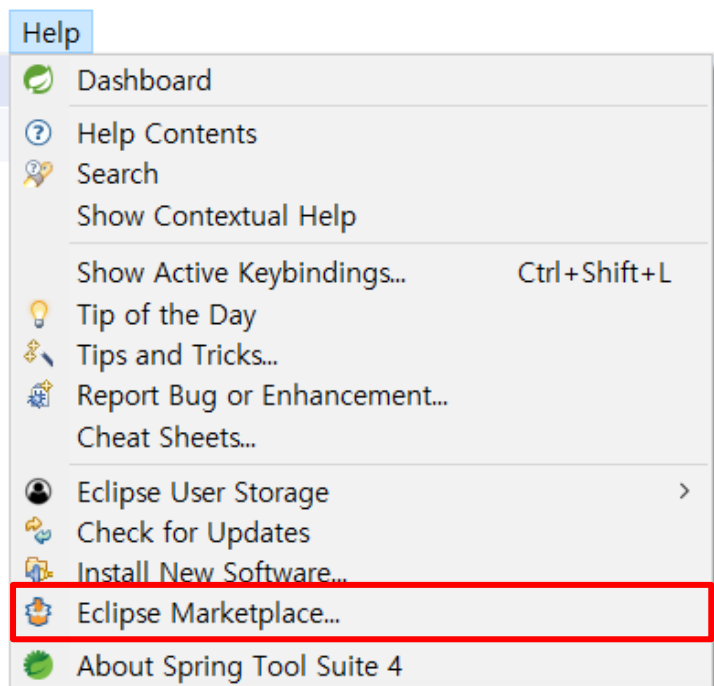 Help
Dashboard
Help Contents
Search
Show Contextual Help
Show Active Keybindings... Ctrl+Shift+L
Tip of the Day
Tips and Tricks...
Report Bug or Enhancement...
Cheat Sheets...
Eclipse User Storage
Check for Updates
Install New Software...
Eclipse Marketplace...
About Spring Tool Suite 4